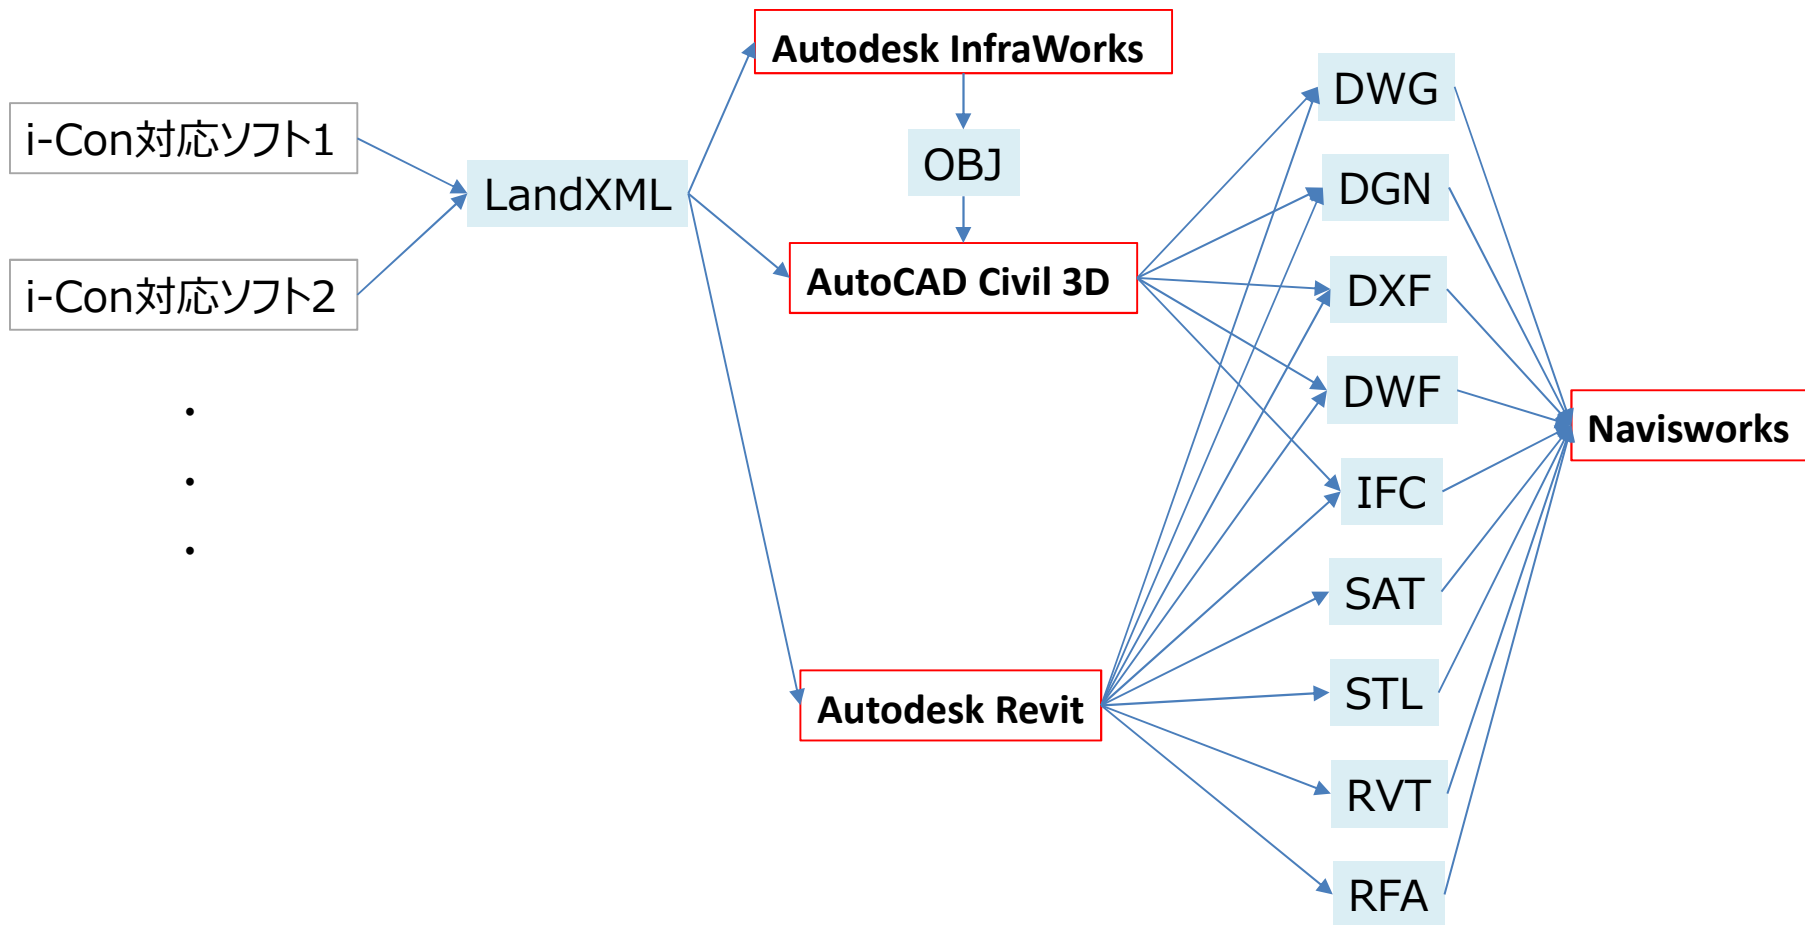 i-Con対応ソフト1
i-Con対応ソフト2
・
・
・
LandXML
Autodesk InfraWorks
OBJ
AutoCAD Civil 3D
Autodesk Revit
DWG
DGN
DXF
DWF
IFC
SAT
STL
RVT
RFA
Navisworks